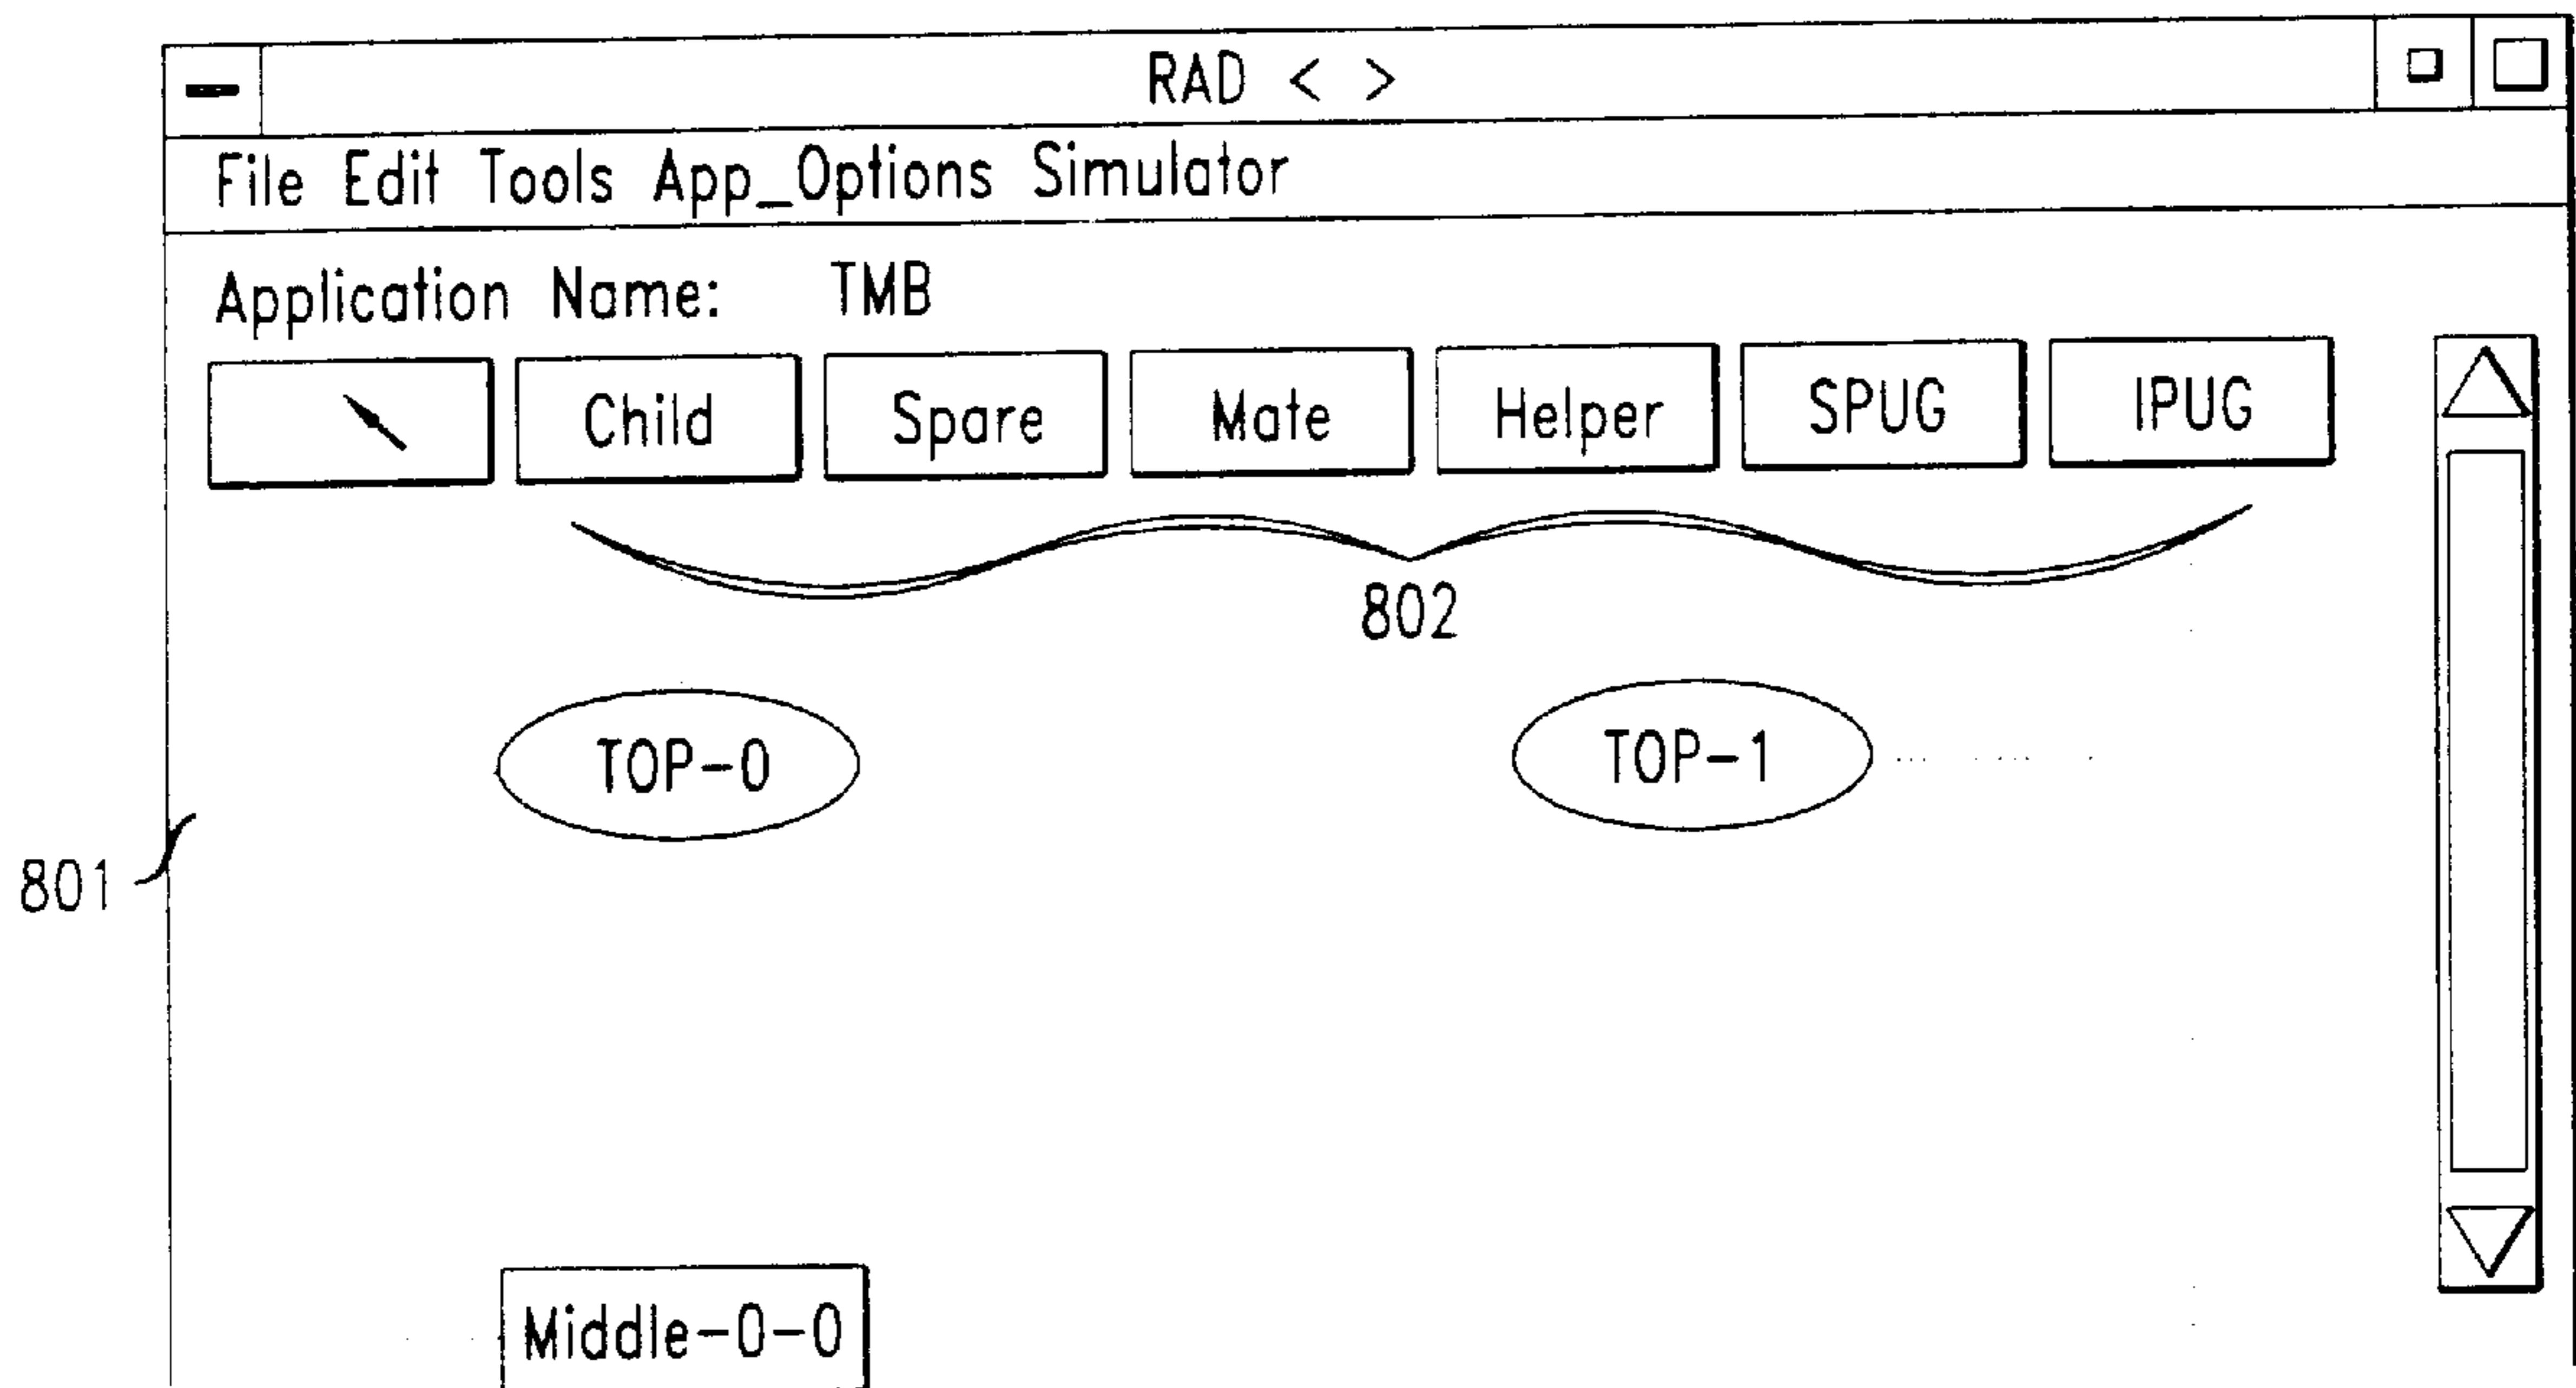 RAD < >
File Edit Tools App_Options Simulator
Application Name: TMB
Child Spare Mate Helper SPUG IPUG
802
TOP-0 TOP-1
801
Middle-0-0